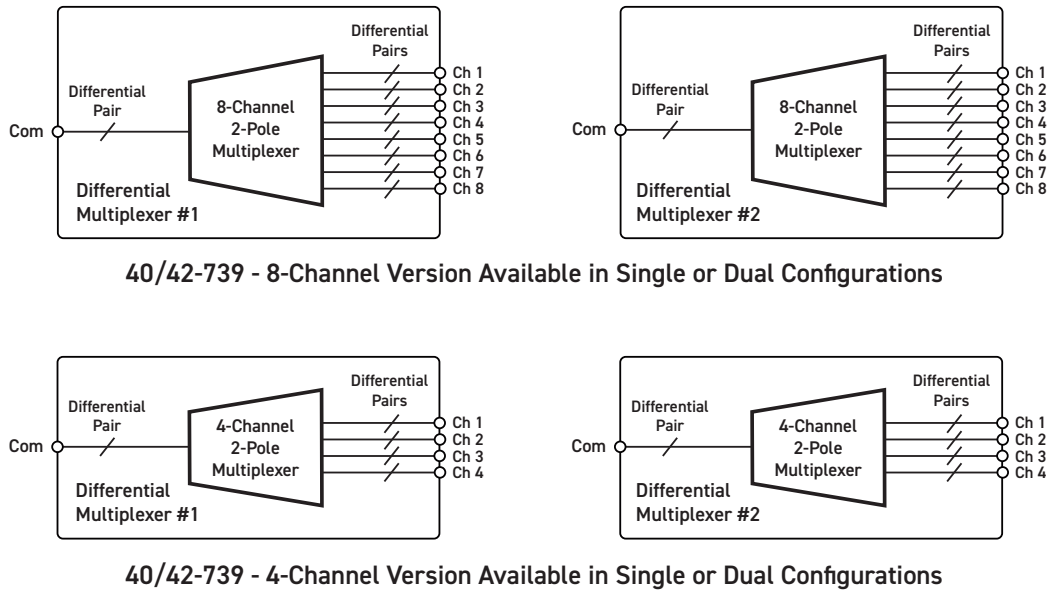 Differential
Pairs
Ch 1
Ch 2
Ch 3
Ch 4
Ch 5
Ch 6
Ch 7
Ch 8
Differential
Pair
Com
8-Channel
2-Pole
Multiplexer
Differential
Multiplexer #1
Differential
Pairs
Ch 1
Ch 2
Ch 3
Ch 4
Ch 5
Ch 6
Ch 7
Ch 8
Differential
Pair
Com
8-Channel
2-Pole
Multiplexer
Differential
Multiplexer #2
40/42-739 - 8-Channel Version Available in Single or Dual Configurations
Differential
Pairs
Ch 1
Ch 2
Ch 3
Ch 4
Differential
Pair
Com
4-Channel
2-Pole
Multiplexer
Differential
Multiplexer #1
Differential
Pairs
Ch 1
Ch 2
Ch 3
Ch 4
Differential
Pair
Com
4-Channel
2-Pole
Multiplexer
Differential
Multiplexer #2
40/42-739 - 4-Channel Version Available in Single or Dual Configurations